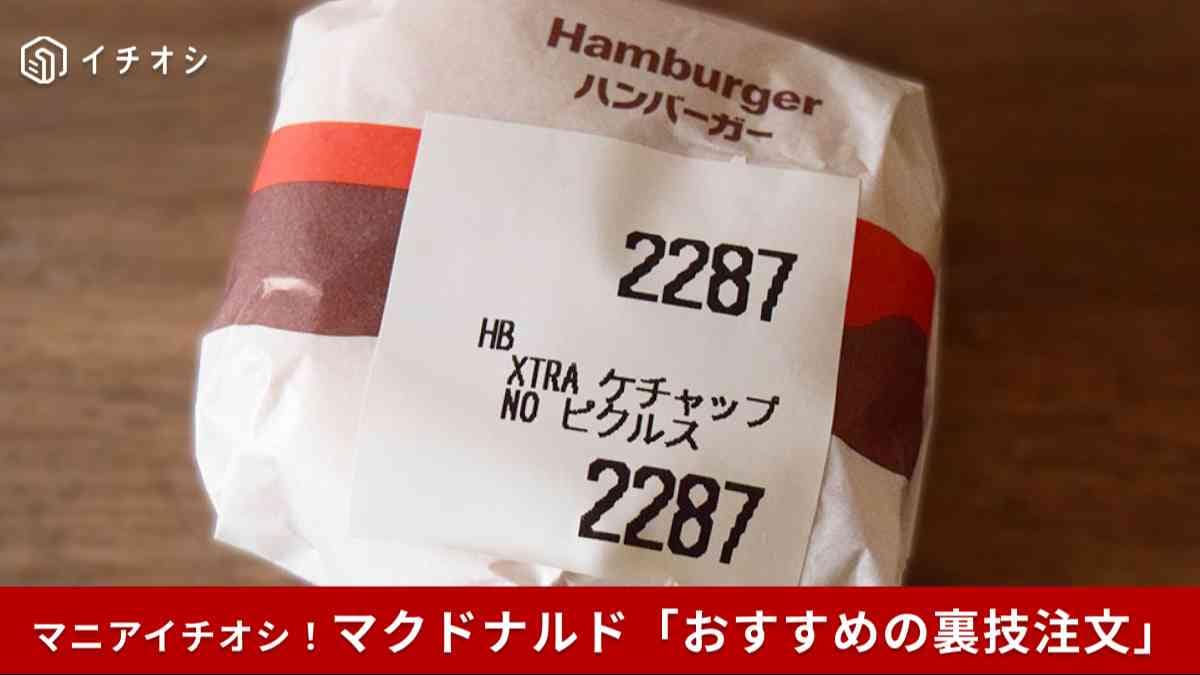 イチオシ
Hamburger
ハンバーガー
2287
HB
XTRA ケチャップ
NO ピクルス
2287
マニアイチオシ！マクドナルド「おすすめの裏技注文」